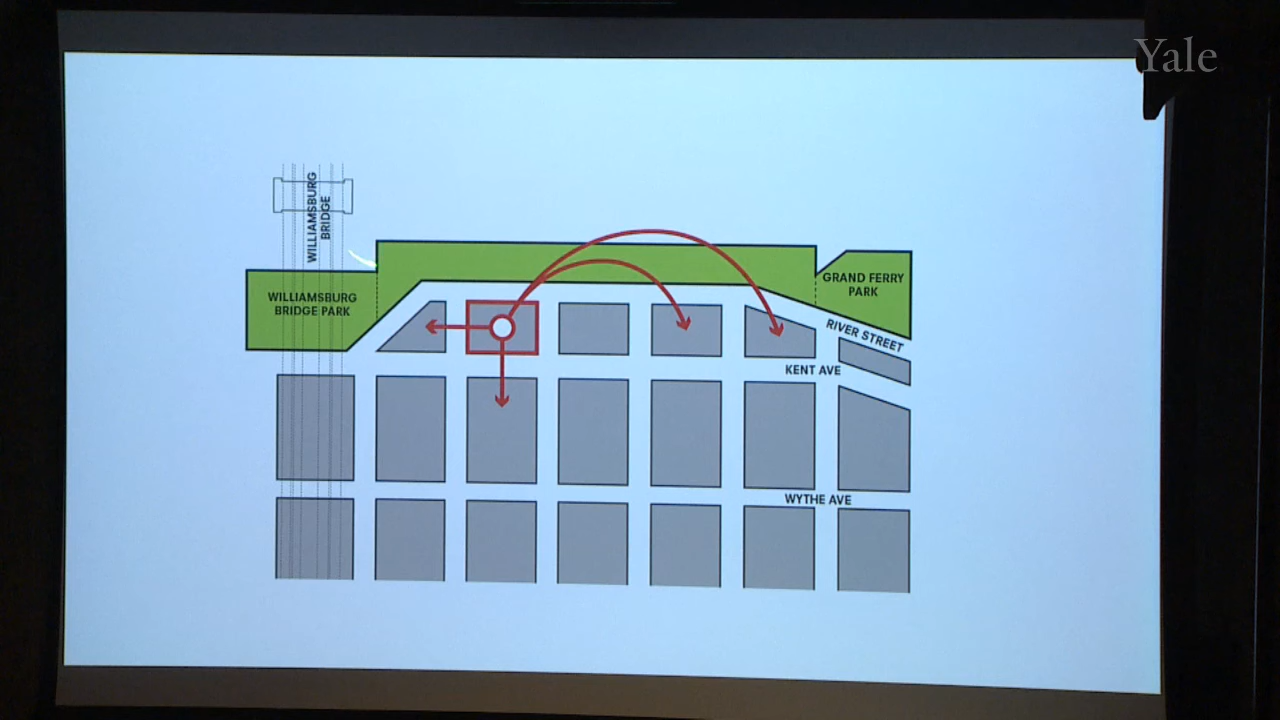 Yale
WILLIAMSBURG
BRIDGE
WILLIAMSBURG
BRIDGE PARK
GRAND FERRY
PARK
RIVER STREET
KENT AVE
WYTHE AVE